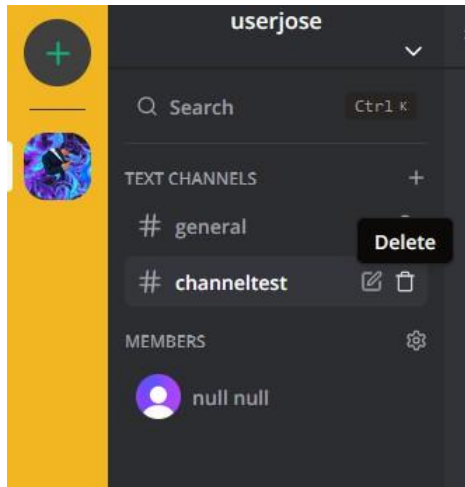 userjose
Search Ctrl K
TEXT CHANNELS +
# general
Delete
# channeltest
MEMBERS
null null